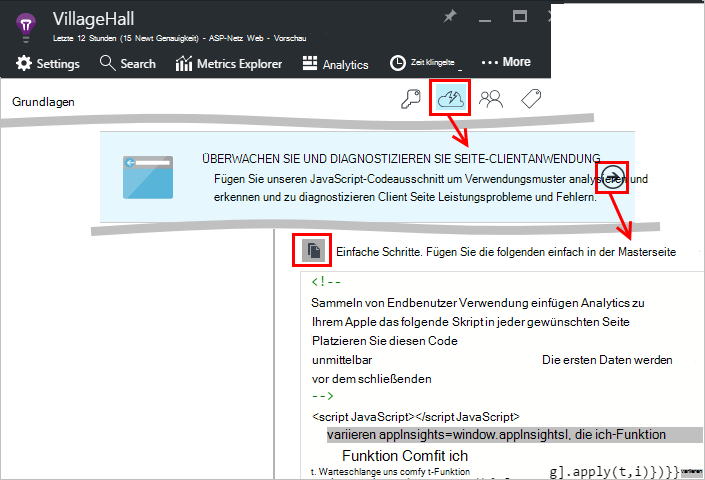 VillageHall
Letzte 12 Stunden (15 Newt Genauigkeit) - ASP-Netz Web - Vorschau
Settings Search Metrics Explorer Analytics Zeit klingelte ••• More
Grundlagen
ÜBERWACHEN SIE UND DIAGNOSTIZIEREN SIE SEITE-CLIENTANWENDUNG
Fügen Sie unseren JavaScript-Codeausschnitt um Verwendungsmuster analysieren und
erkennen und zu diagnostizieren Client Seite Leistungsprobleme und Fehlern.
Einfache Schritte. Fügen Sie die folgenden einfach in der Masterseite
<!--
Sammeln von Endbenutzer Verwendung einfügen Analytics zu
Ihrem Apple das folgende Skript in jeder gewünschten Seite
Platzieren Sie diesen Code
unmittelbar Die ersten Daten werden
vor dem schließenden
-->
<script JavaScript></script JavaScript>
variieren appInsights=window.appInsightsl, die ich-Funktion
Funktion Comfit ich
t. Warteschlange uns comfy t-Funktion g].apply(t,i)})}} variieren